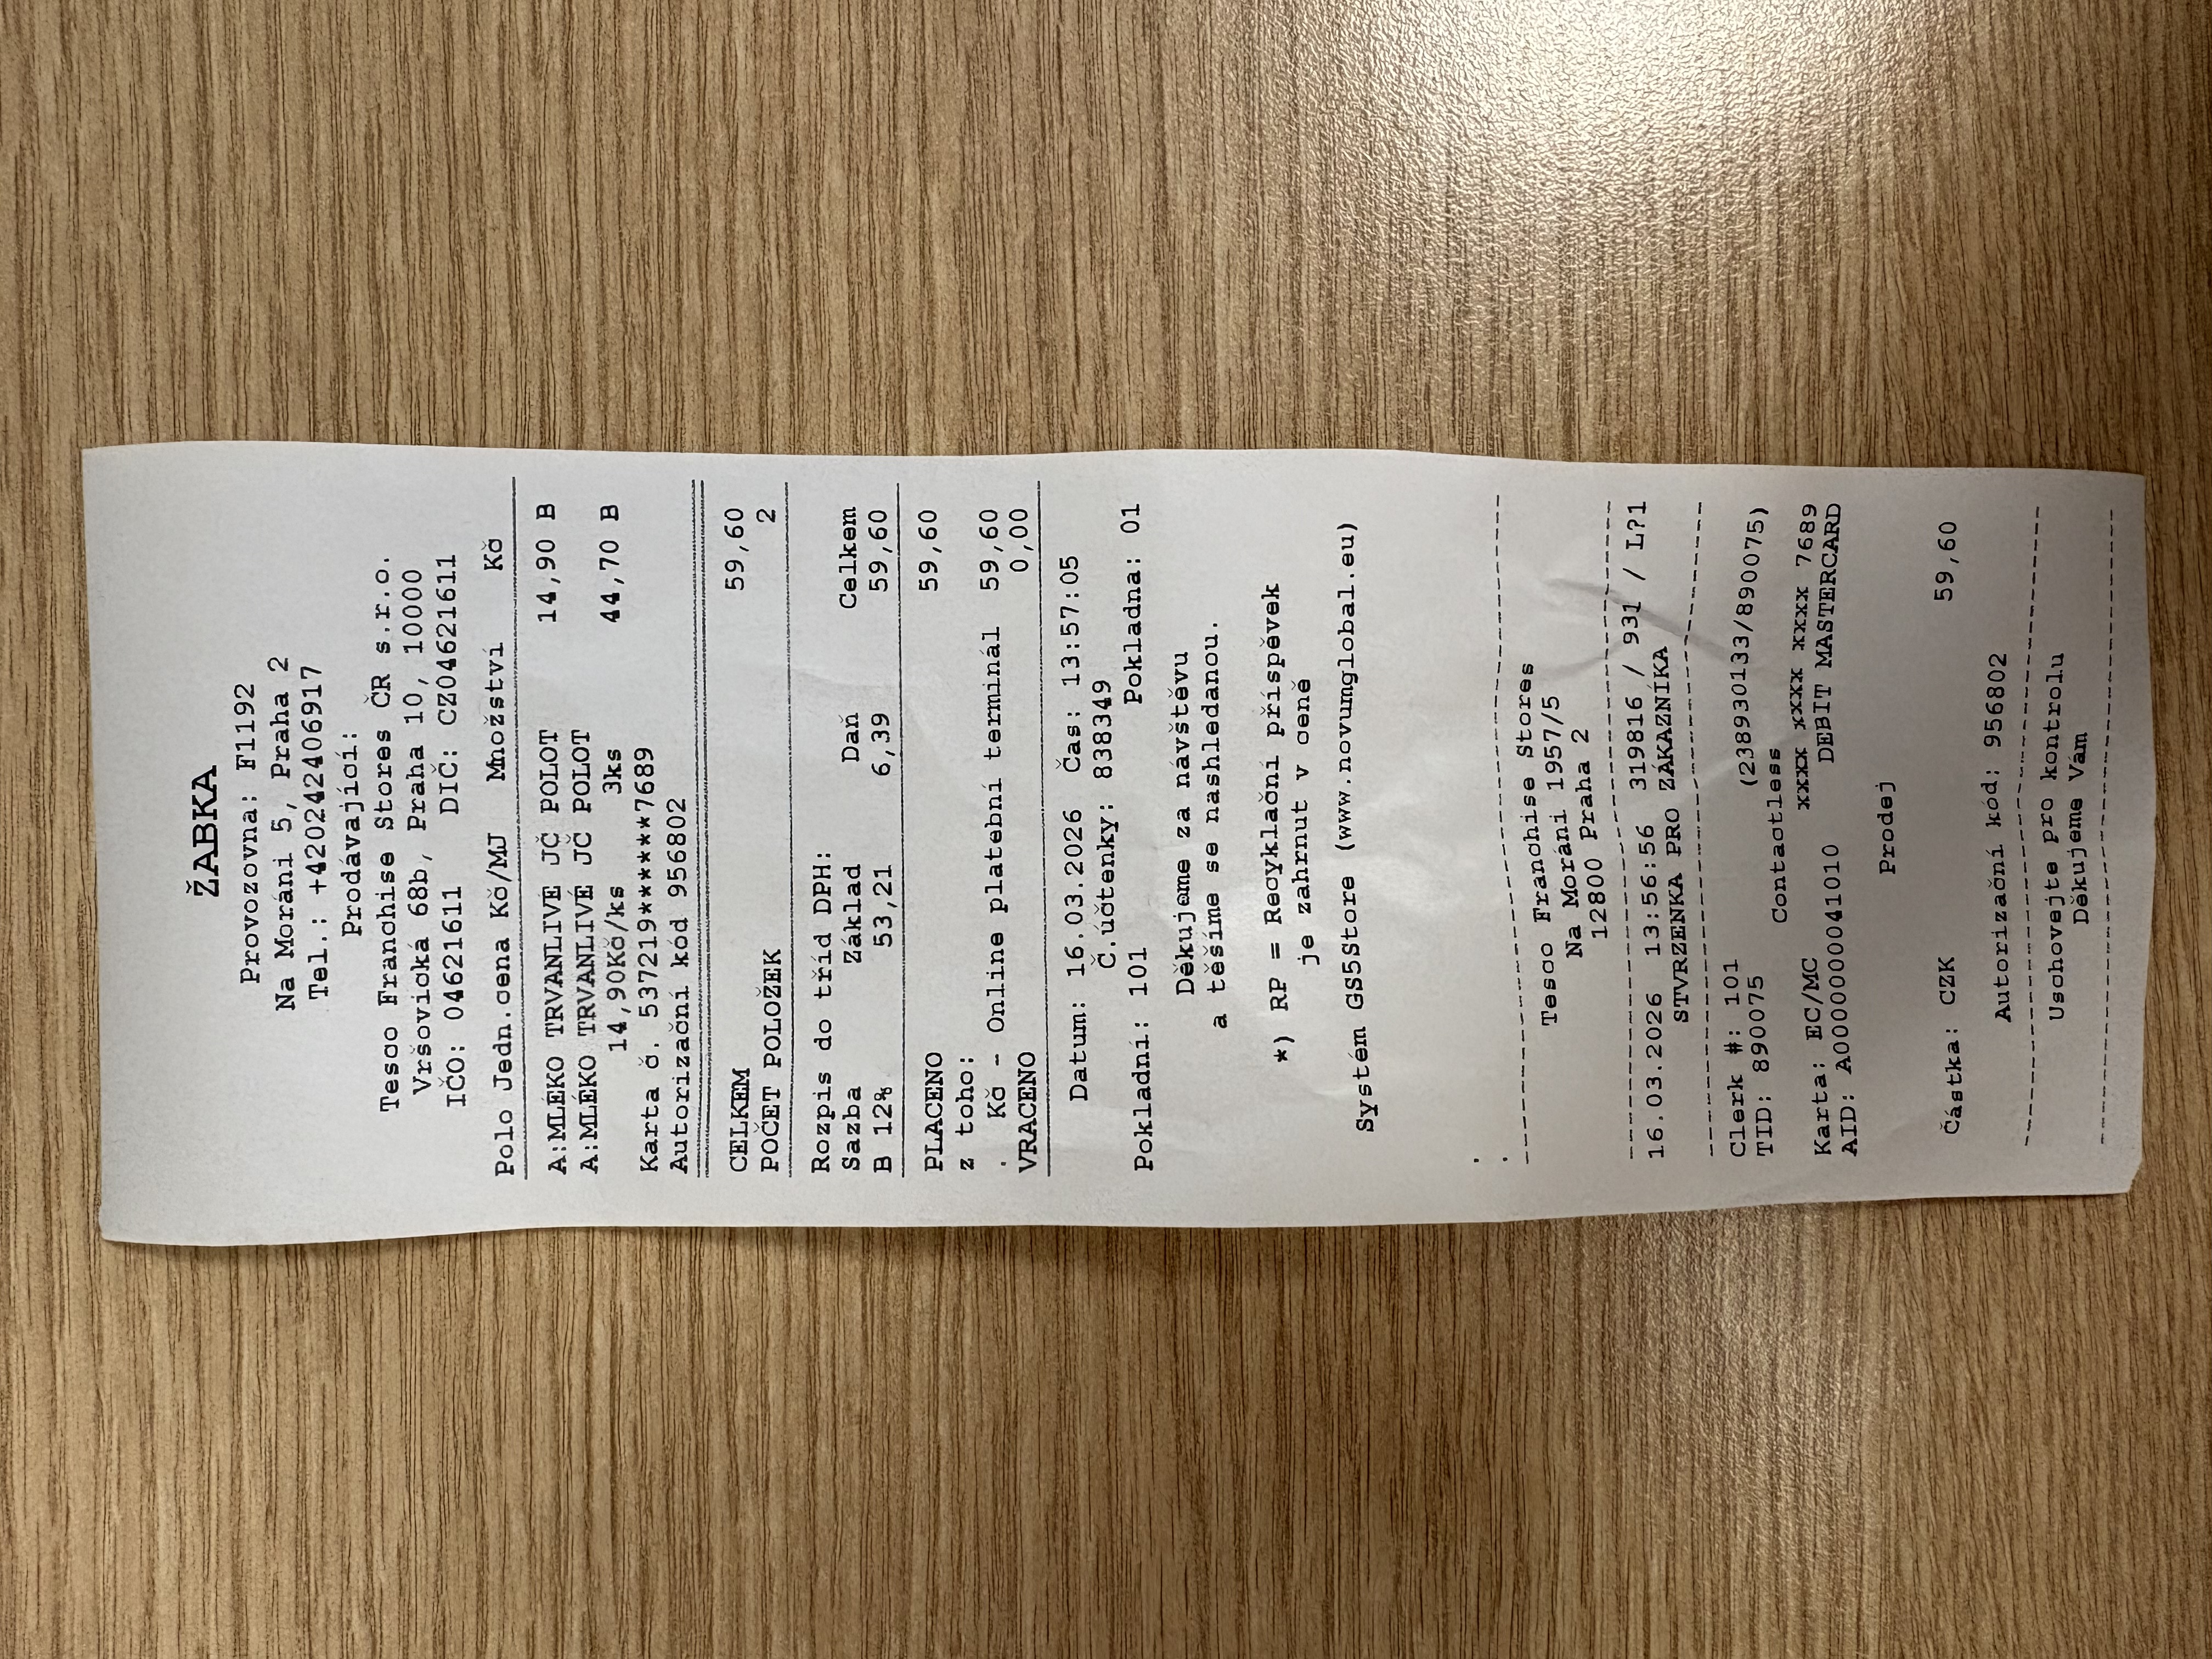 ŽABKA
Provozovna: F1192
Na Moráni 5, Praha 2
Tel.: +420242406917
Prodávající:
Tesco Franchise Stores ČR s.r.o.
Vršovická 68b, Praha 10, 10000
IČO: 04621611 DIČ: CZ04621611
Polo Jedn.cena Kč/MJ Množství Kč
A:MLÉKO TRVANLIVÉ JČ POLOT 14,90 B
A:MLÉKO TRVANLIVÉ JČ POLOT
14,90Kč/ks 3ks 44,70 B
Karta č. 537219******7689
Autorizační kód 956802
CELKEM 59,60
POČET POLOŽEK 2
Rozpis do tříd DPH:
Sazba Základ Daň Celkem
B 12% 53,21 6,39 59,60
PLACENO 59,60
z toho:
. Kč - Online platební terminál 59,60
VRACENO 0,00
Datum: 16.03.2026 Čas: 13:57:05
Č.účtenky: 838349
Pokladní: 101 Pokladna: 01
Děkujeme za návštěvu
a těšíme se nashledanou.
*) RP = Recyklační příspěvek
je zahrnut v ceně
Systém GS5Store (www.novumglobal.eu)
.
.
Tesco Franchise Stores
Na Moráni 1957/5
12800 Praha 2
16.03.2026 13:56:56 319816 / 931 / L?1
STVRZENKA PRO ZÁKAZNÍKA
Clerk #: 101
TID: 890075 (238930133/890075)
Contactless
Karta: EC/MC xxxx xxxx xxxx 7689
AID: A0000000041010 DEBIT MASTERCARD
Prodej
Částka: CZK 59,60
Autorizační kód: 956802
Uschovejte pro kontrolu
Děkujeme Vám